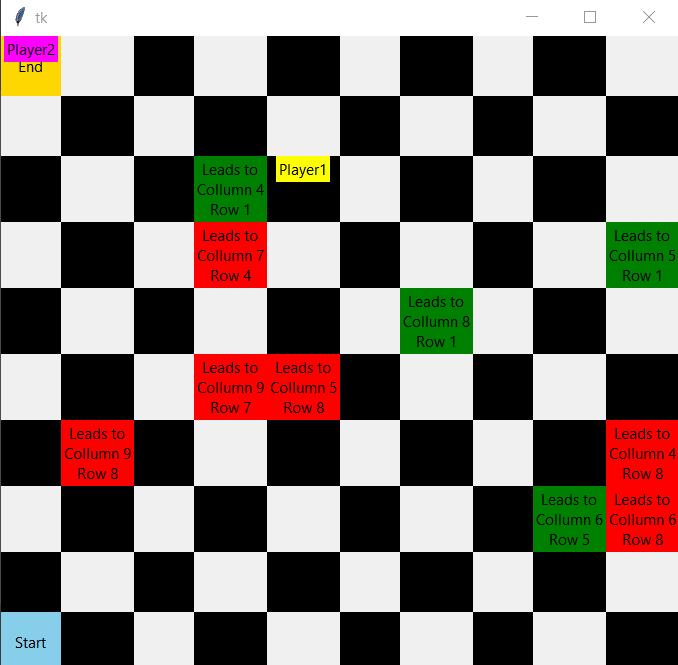 tk
Player2
End
Leads to
Collumn 4
Row 1
Player1
Leads to
Collumn 7
Row 4
Leads to
Collumn 5
Row 1
Leads to
Collumn 8
Row 1
Leads to
Collumn 9
Row 7
Leads to
Collumn 5
Row 8
Leads to
Collumn 9
Row 8
Leads to
Collumn 4
Row 8
Leads to
Collumn 6
Row 5
Leads to
Collumn 6
Row 8
Start